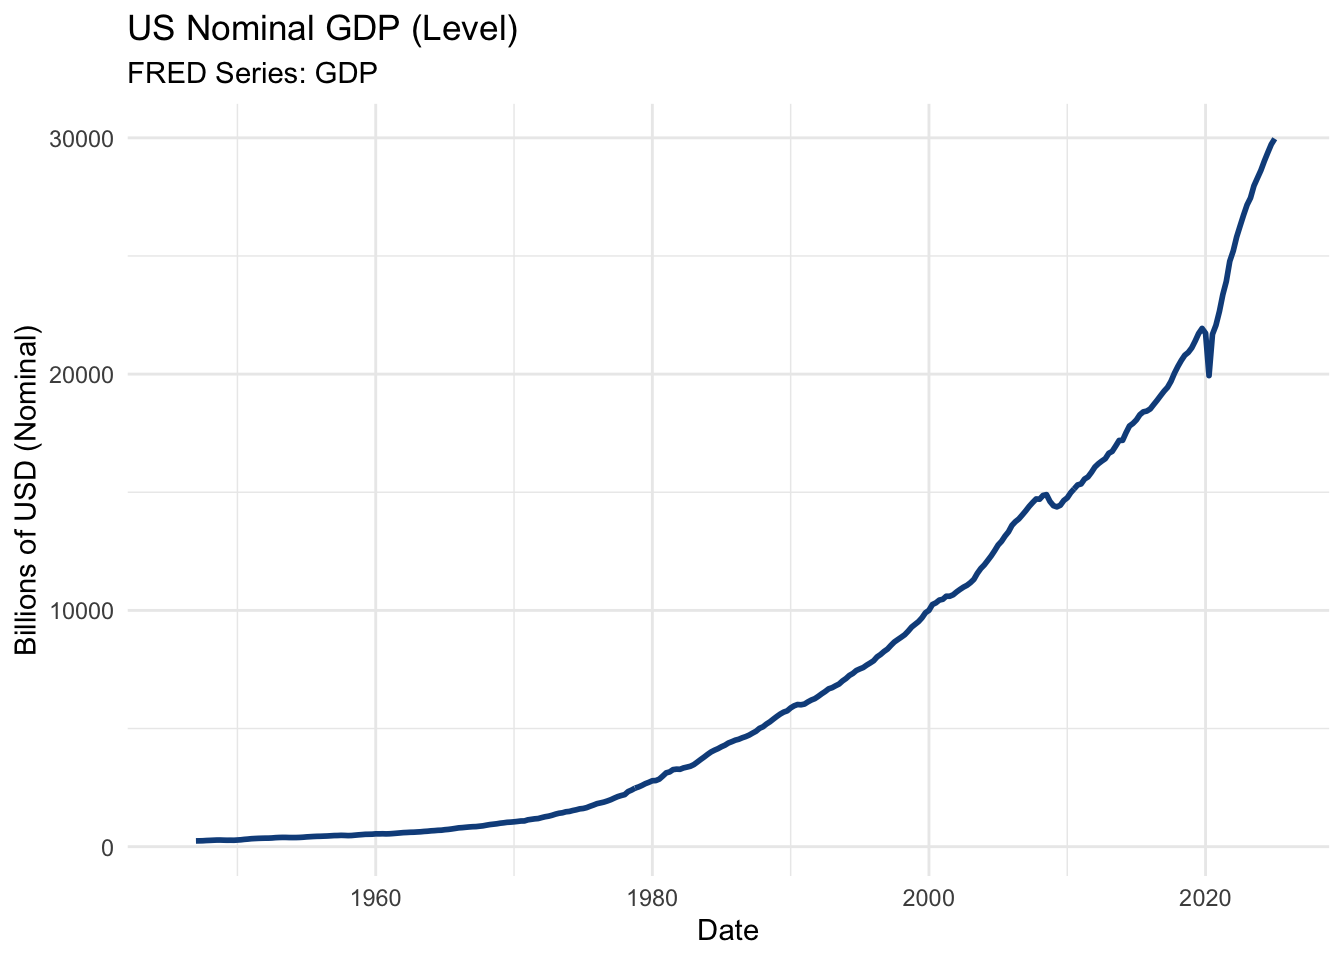 US Nominal GDP (Level)
FRED Series: GDP
Billions of USD (Nominal)
30000
20000
10000
0
1960
1980
2000
2020
Date